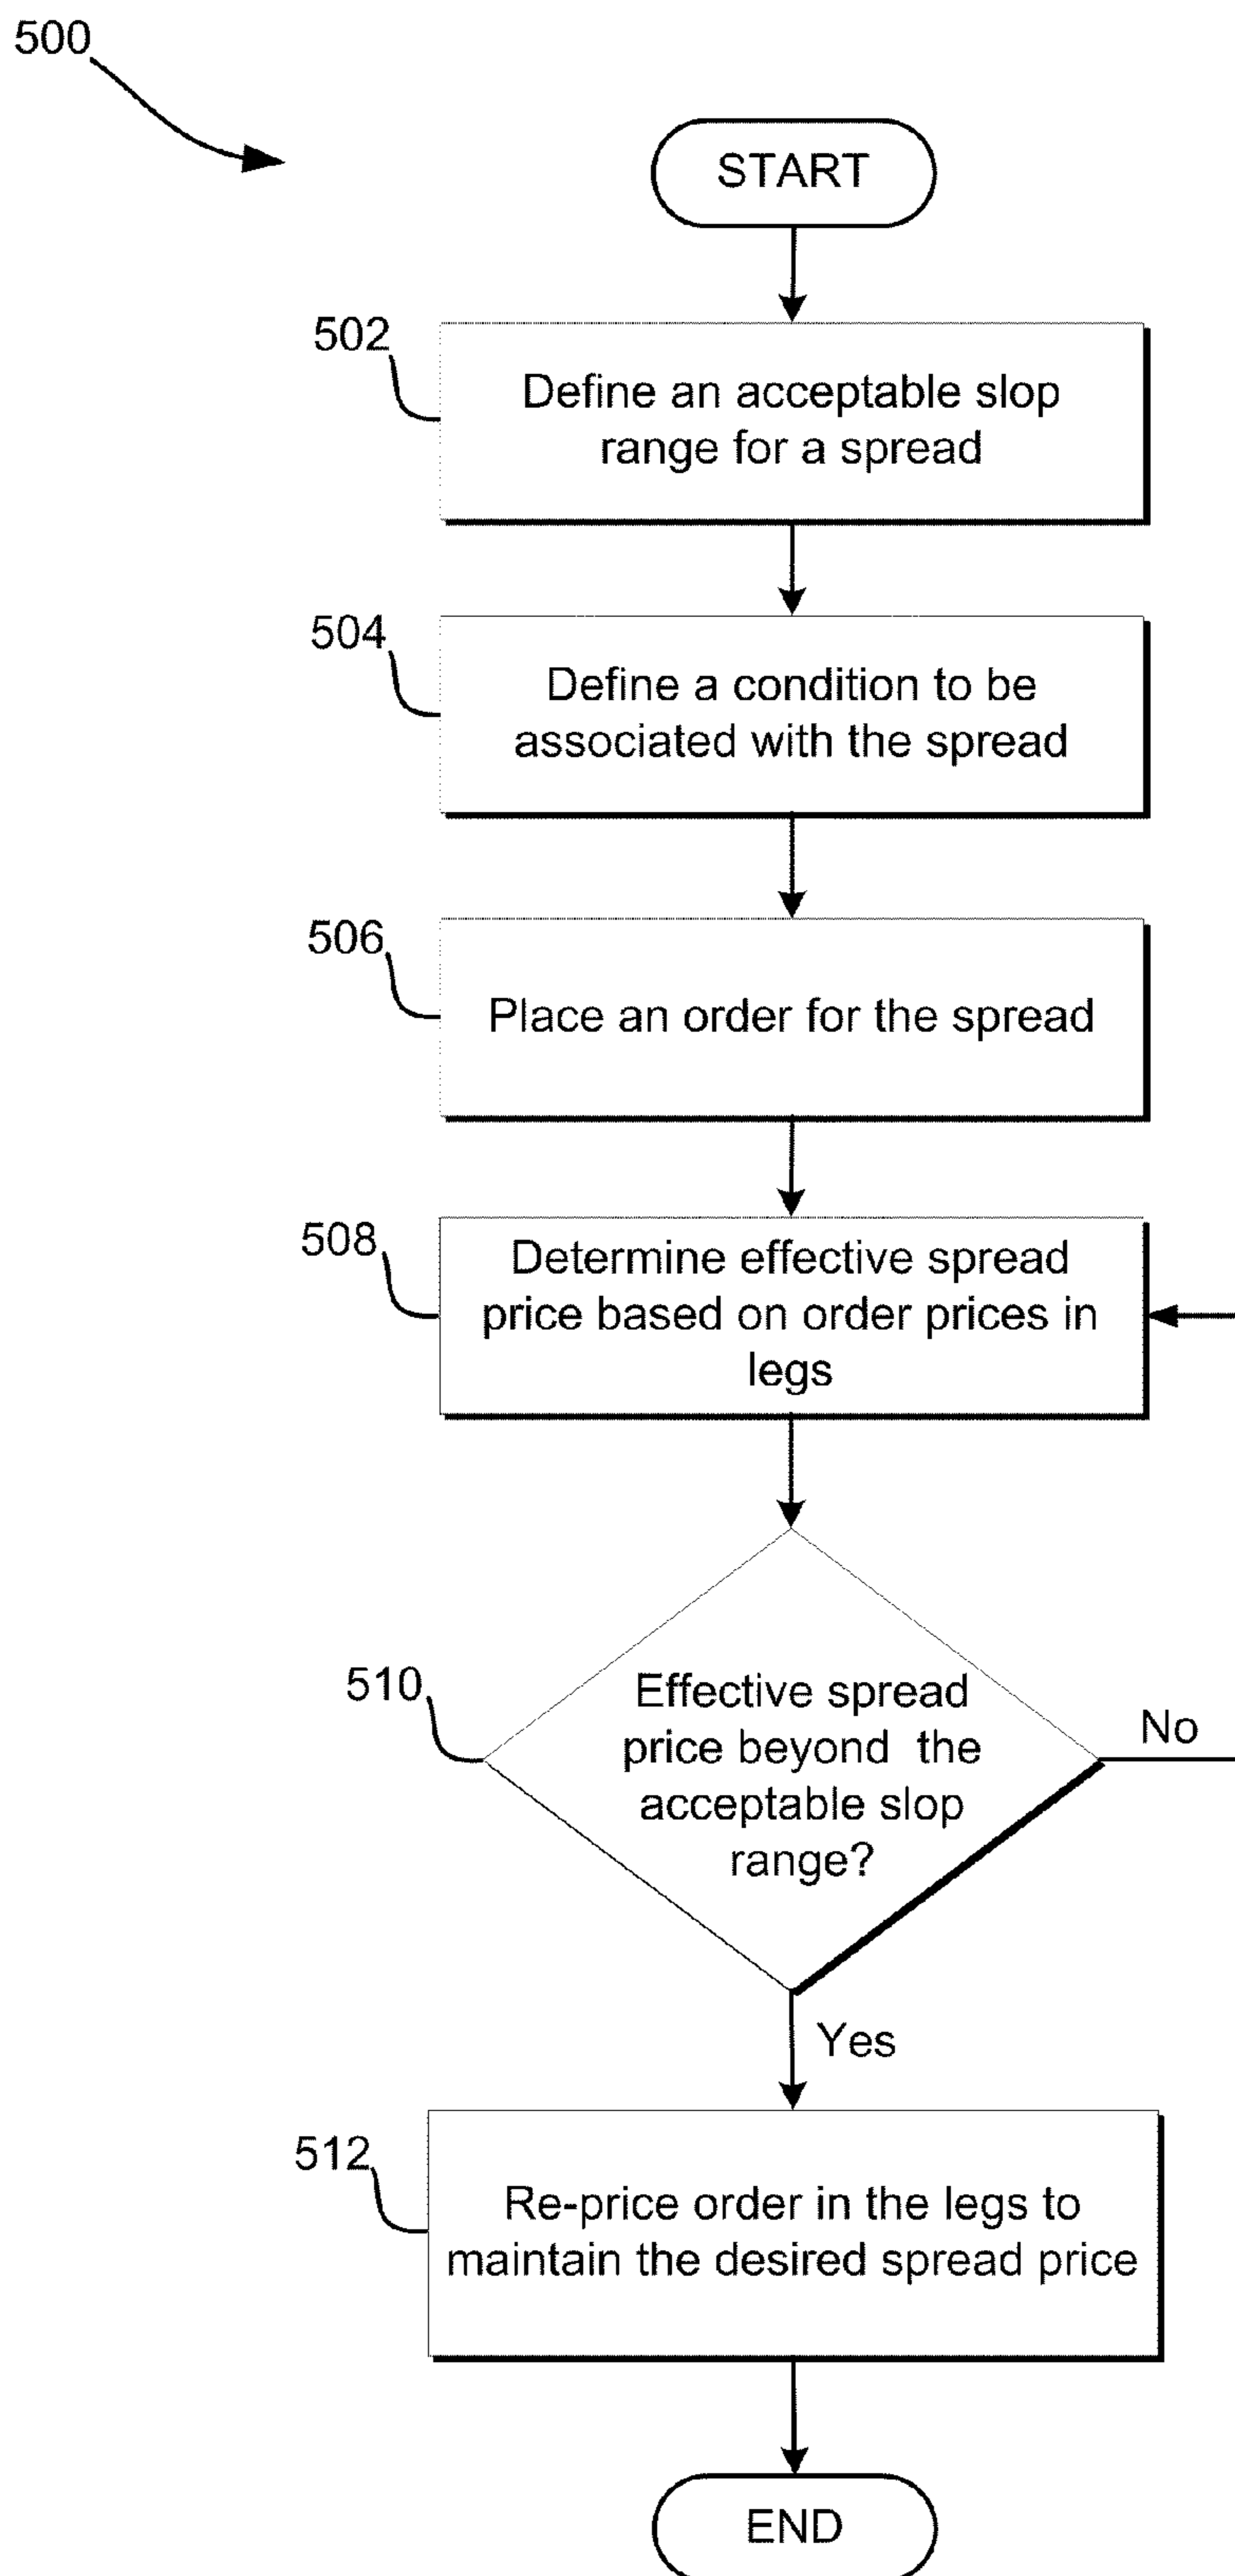 500
START
502
Define an acceptable slop
range for a spread
504
Define a condition to be
associated with the spread
506
Place an order for the spread
508
Determine effective spread
price based on order prices in
legs
510
Effective spread
price beyond the
acceptable slop
range?
No
Yes
512
Re-price order in the legs to
maintain the desired spread price
END